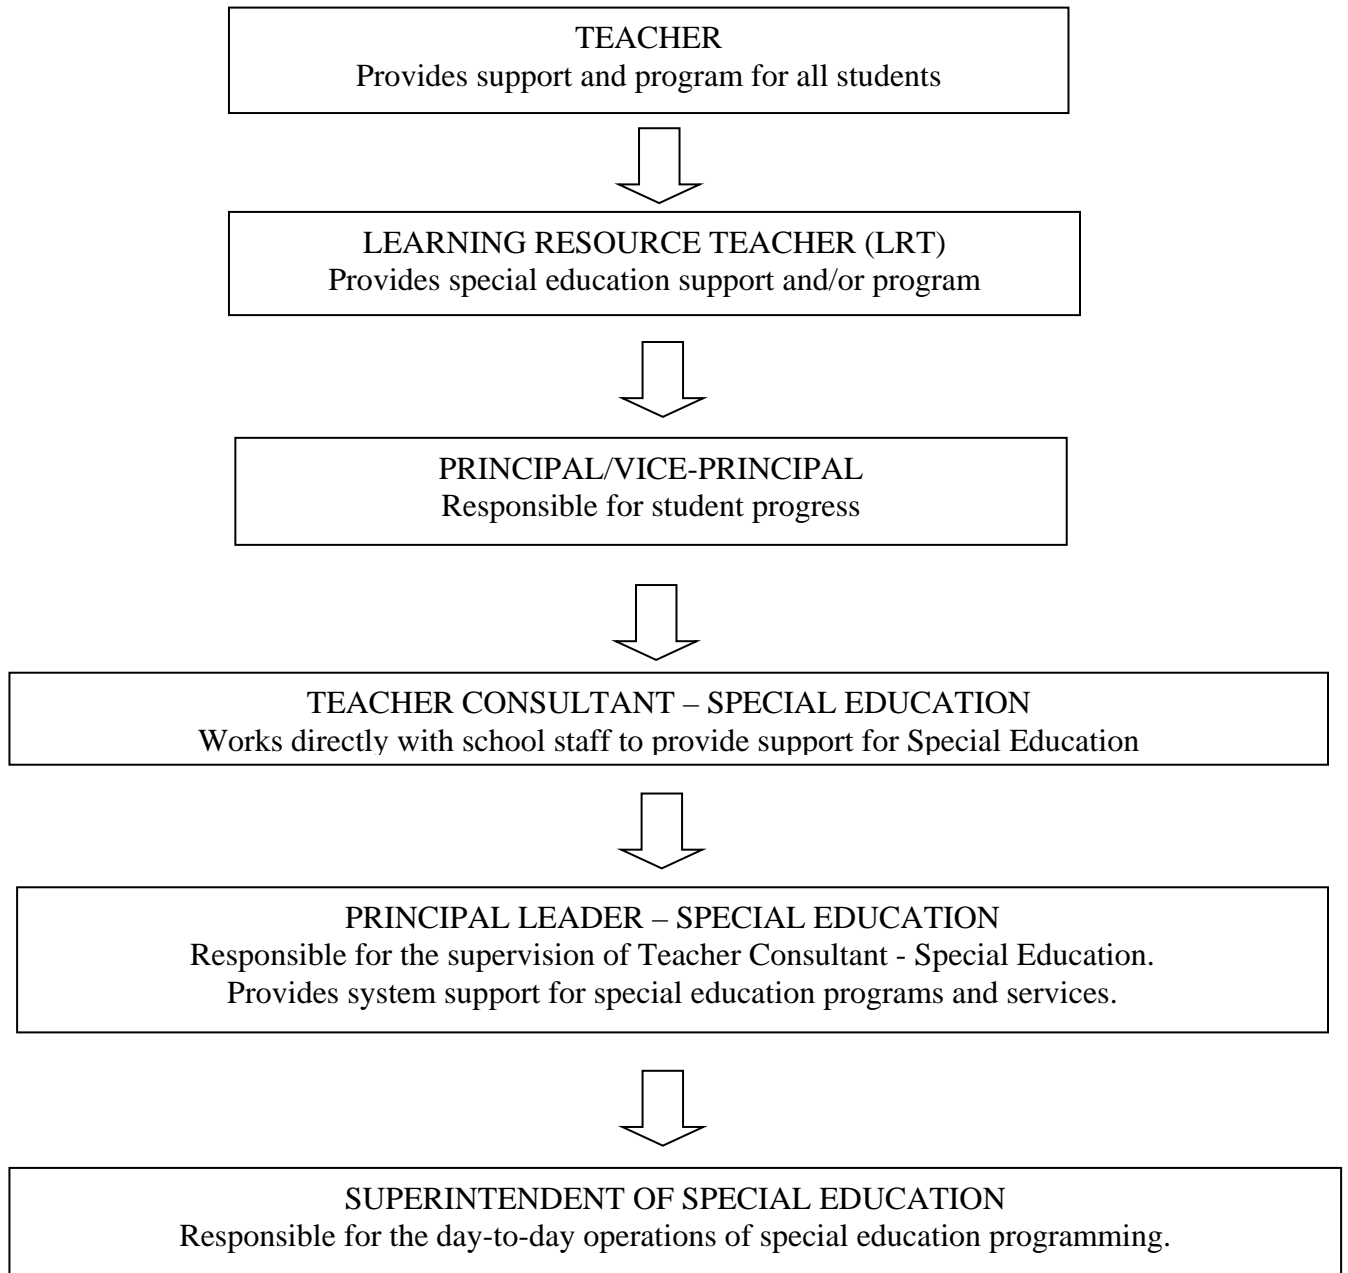 TEACHER
Provides support and program for all students
LEARNING RESOURCE TEACHER (LRT)
Provides special education support and/or program
PRINCIPAL/VICE-PRINCIPAL
Responsible for student progress
TEACHER CONSULTANT – SPECIAL EDUCATION
Works directly with school staff to provide support for Special Education
PRINCIPAL LEADER – SPECIAL EDUCATION
Responsible for the supervision of Teacher Consultant - Special Education.
Provides system support for special education programs and services.
SUPERINTENDENT OF SPECIAL EDUCATION
Responsible for the day-to-day operations of special education programming.